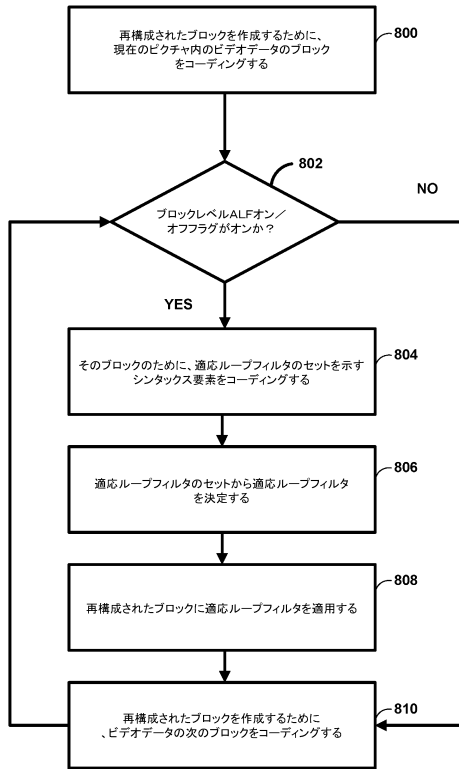 再構成されたブロックを作成するために、
現在のピクチャ内のビデオデータのブロック
をコーディングする
800
802
ブロックレベルALFオン／
オフフラグがオンか？
NO
YES
そのブロックのために、適応ループフィルタのセットを示す
シンタックス要素をコーディングする
804
適応ループフィルタのセットから適応ループフィルタ
を決定する
806
再構成されたブロックに適応ループフィルタを適用する
808
再構成されたブロックを作成するために
、ビデオデータの次のブロックをコーディングする
810